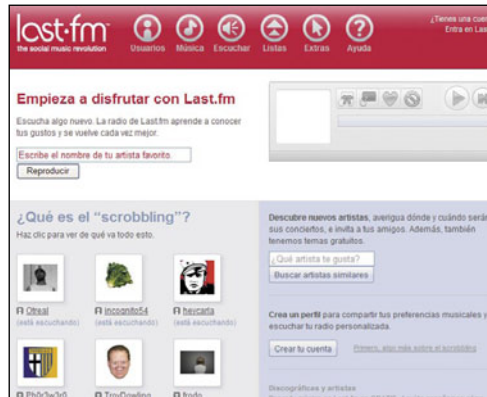 last·fm
the social music revolution
Usuarios Música Escuchar Listas Extras Ayuda
¿Tienes una cuen
Entra en Las
Empieza a disfrutar con Last.fm
Escucha algo nuevo. La radio de Last.fm aprende a conocer
tus gustos y se vuelve cada vez mejor.
Escribe el nombre de tu artista favorito.
Reproducir
¿Qué es el "scrobbling"?
Haz clic para ver de qué va todo esto.
Otreal
(está escuchando)
incognito54
(está escuchando)
hevcarla
(está escuchando)
Ph0r3w3r0
TroyDowling
frodo
Descubre nuevos artistas, averigua dónde y cuándo serán
sus conciertos, e invita a tus amigos. Además, también
tenemos temas gratuitos.
¿Qué artista te gusta?
Buscar artistas similares
Crea un perfil para compartir tus preferencias musicales y
escuchar tu radio personalizada.
Crear tu cuenta
Primero, algo más sobre el scrobbling
Discográficas y artistas